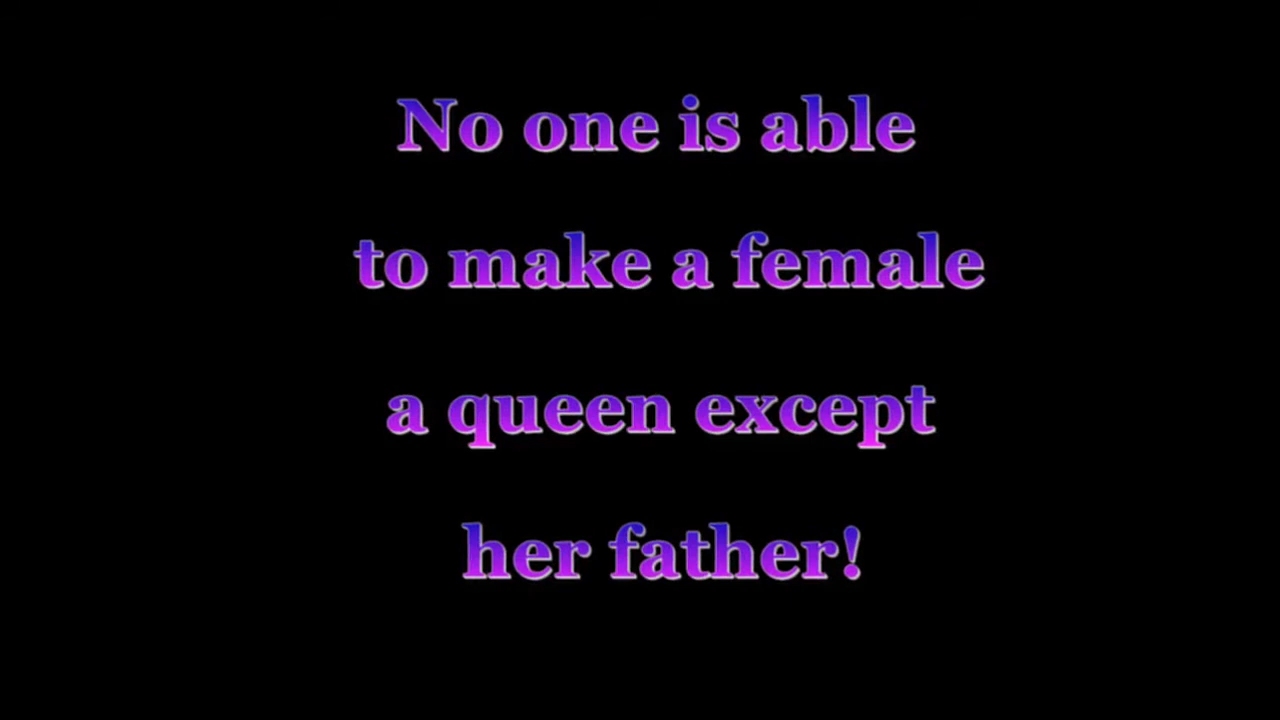 No one is able
to make a female
a queen except
her father!